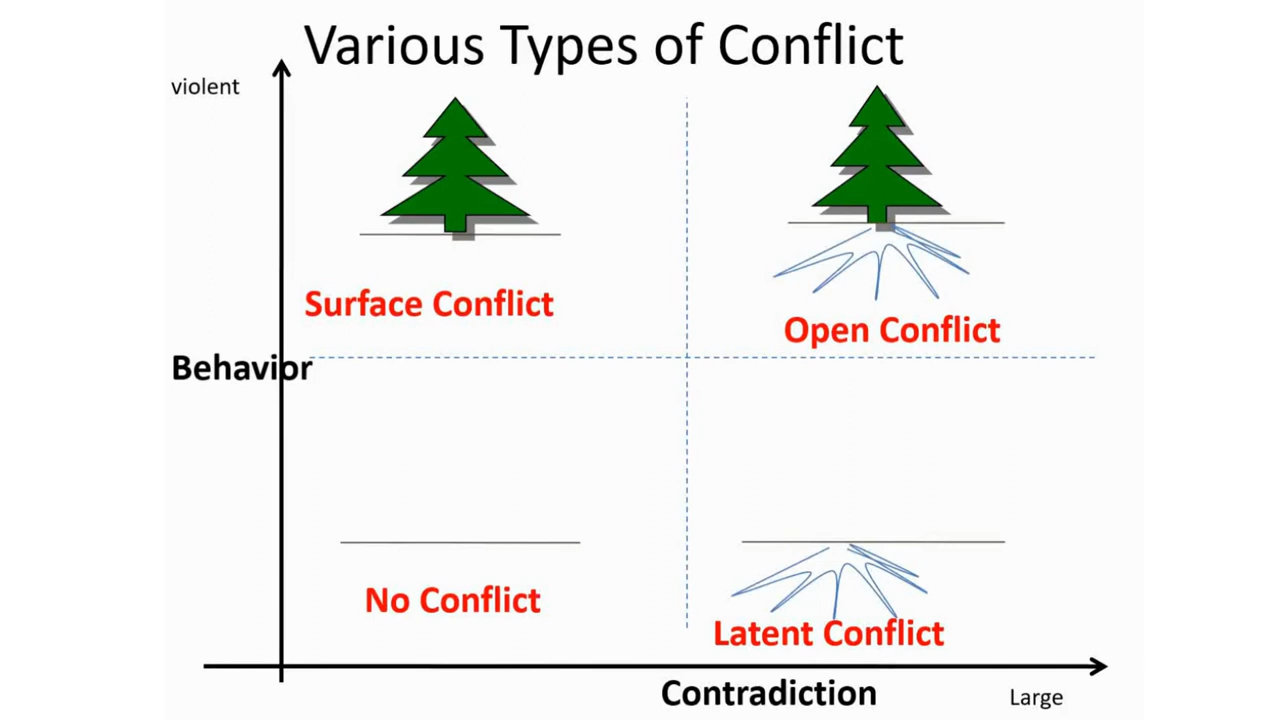 Various Types of Conflict
violent
Surface Conflict
Open Conflict
Behavior
No Conflict
Latent Conflict
Contradiction
Large